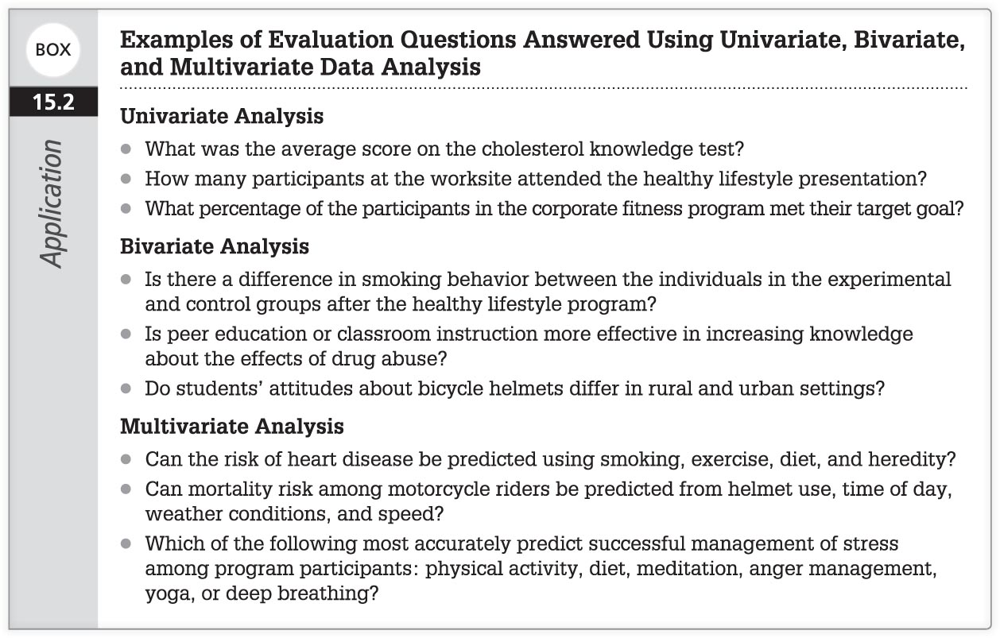 BOX
15.2
Application
Examples of Evaluation Questions Answered Using Univariate, Bivariate,
and Multivariate Data Analysis
Univariate Analysis
● What was the average score on the cholesterol knowledge test?
● How many participants at the worksite attended the healthy lifestyle presentation?
● What percentage of the participants in the corporate fitness program met their target goal?
Bivariate Analysis
● Is there a difference in smoking behavior between the individuals in the experimental
and control groups after the healthy lifestyle program?
● Is peer education or classroom instruction more effective in increasing knowledge
about the effects of drug abuse?
● Do students’ attitudes about bicycle helmets differ in rural and urban settings?
Multivariate Analysis
● Can the risk of heart disease be predicted using smoking, exercise, diet, and heredity?
● Can mortality risk among motorcycle riders be predicted from helmet use, time of day,
weather conditions, and speed?
● Which of the following most accurately predict successful management of stress
among program participants: physical activity, diet, meditation, anger management,
yoga, or deep breathing?